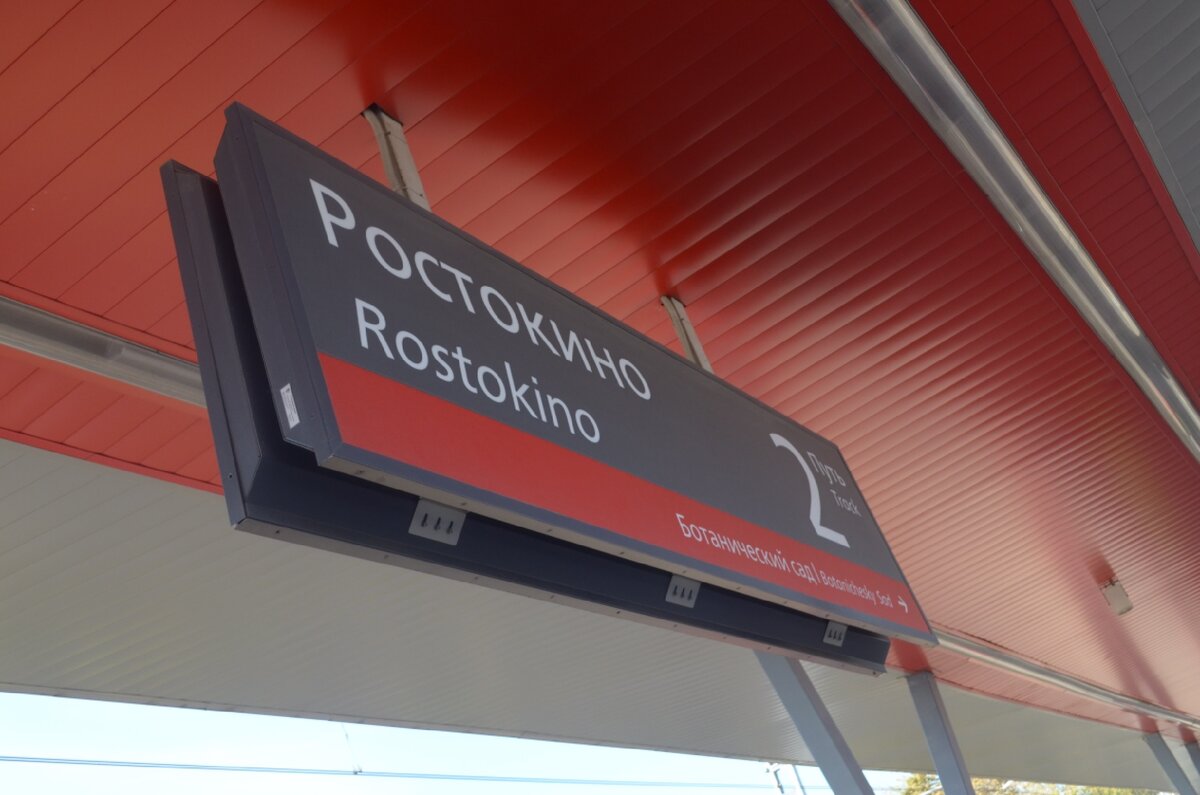 Ростокино
Rostokino
2 Путь
Track
Ботанический сад | Botanichesky Sad →